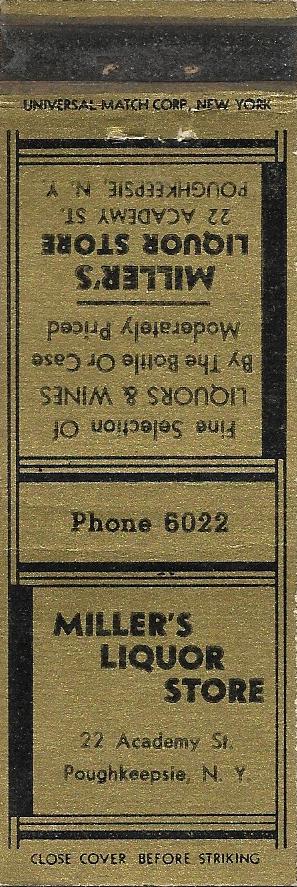 UNIVERSAL MATCH CORP., NEW YORK
Fine Selection Of
LIQUORS & WINES
By The Bottle Or Case
Moderately Priced
MILLER'S
LIQUOR STORE
22 ACADEMY ST.
POUGHKEEPSIE, N. Y.
Phone 6022
MILLER'S
LIQUOR
STORE
22 Academy St.
Poughkeepsie, N. Y.
CLOSE COVER BEFORE STRIKING